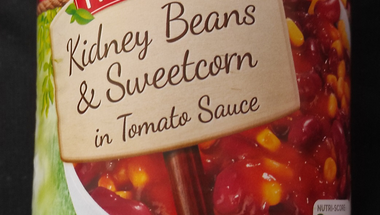 Kidney Beans
& Sweetcorn
in Tomato Sauce
NUTRI-SCORE